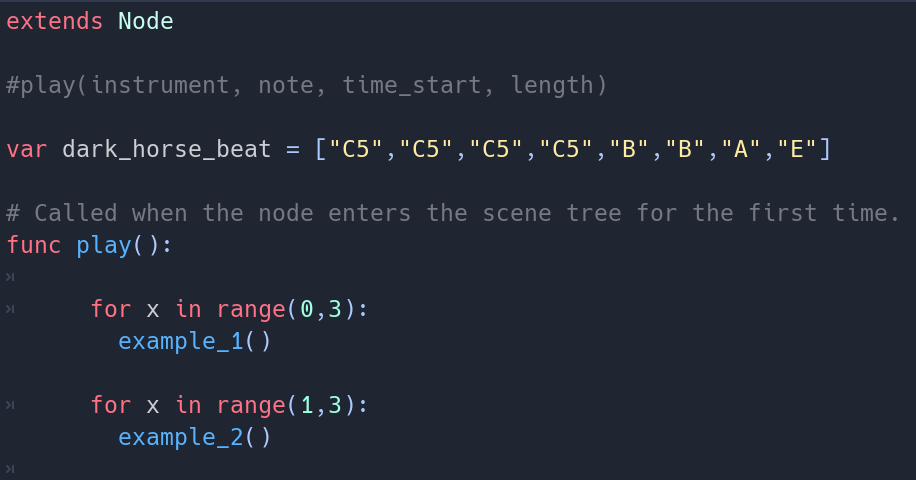 extends Node
#play(instrument, note, time_start, length)
var dark_horse_beat = ["C5","C5","C5","C5","B","B","A","E"]
# Called when the node enters the scene tree for the first time.
func play():
for x in range(0,3):
example_1()
for x in range(1,3):
example_2()